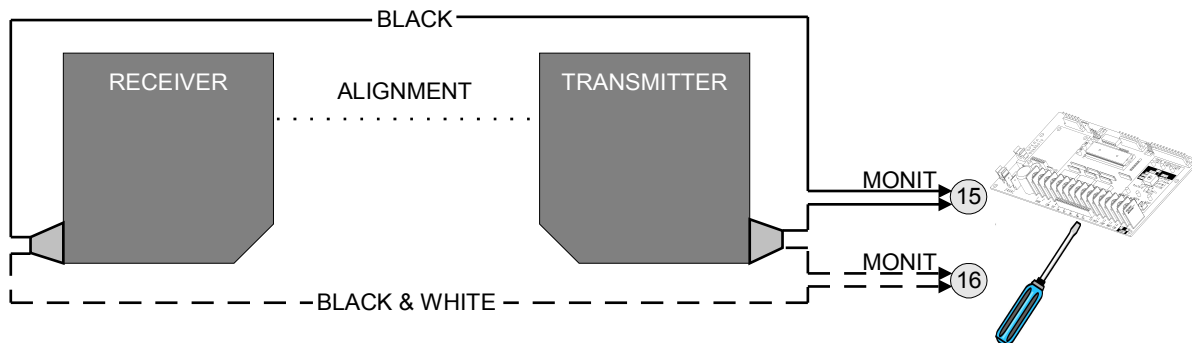 BLACK
RECEIVER
ALIGNMENT
TRANSMITTER
MONIT
15
MONIT
16
BLACK & WHITE